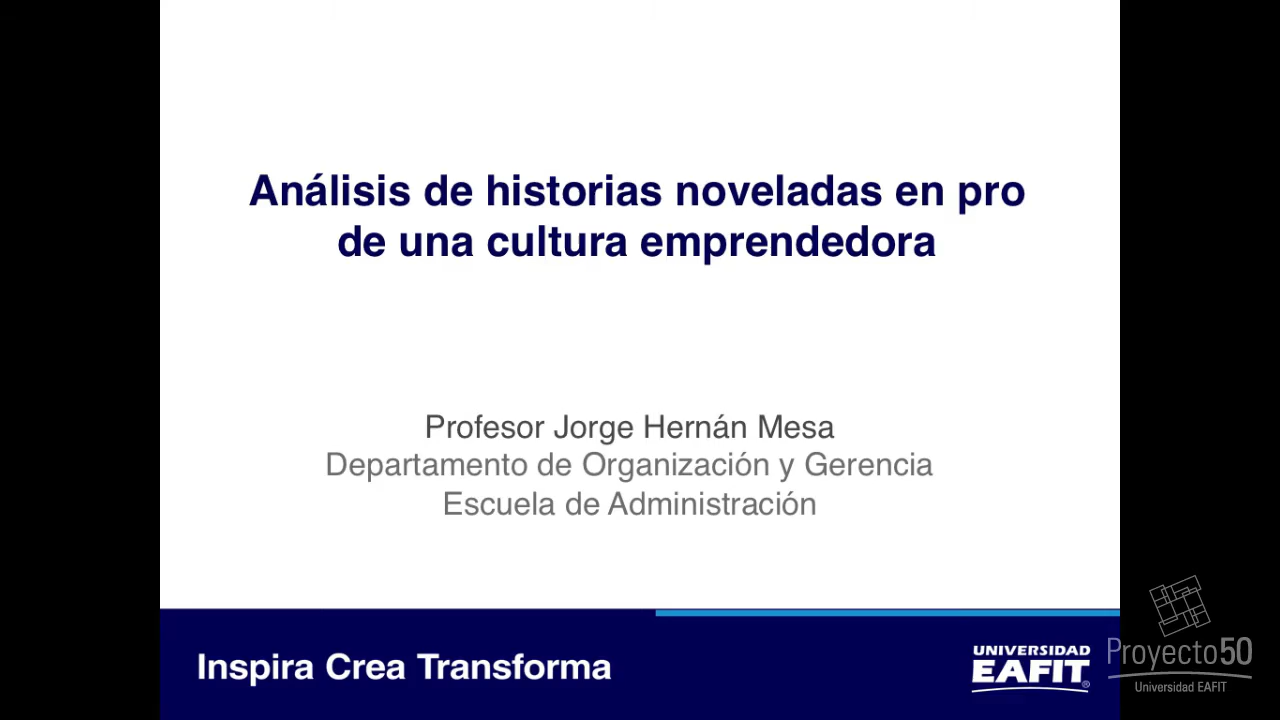 Análisis de historias noveladas en pro
de una cultura emprendedora
Profesor Jorge Hernán Mesa
Departamento de Organización y Gerencia
Escuela de Administración
Inspira Crea Transforma
UNIVERSIDAD
EAFIT®
Proyecto50
Universidad EAFIT